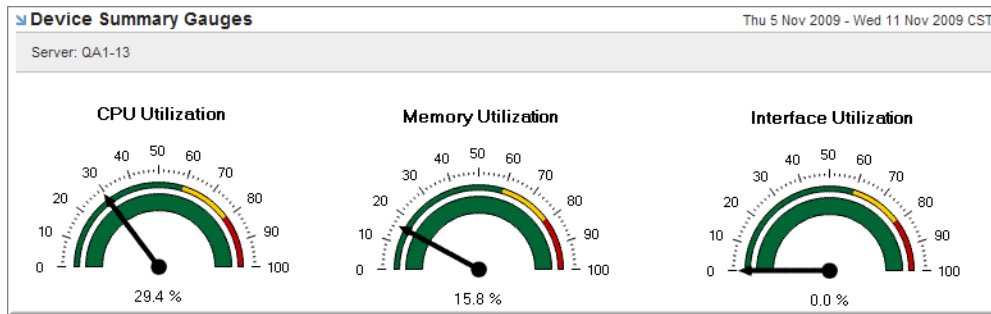 Device Summary Gauges
Thu 5 Nov 2009 - Wed 11 Nov 2009 CST
Server: QA1-13
CPU Utilization
0 10 20 30 40 50 60 70 80 90 100
29.4 %
Memory Utilization
0 10 20 30 40 50 60 70 80 90 100
15.8 %
Interface Utilization
0 10 20 30 40 50 60 70 80 90 100
0.0 %